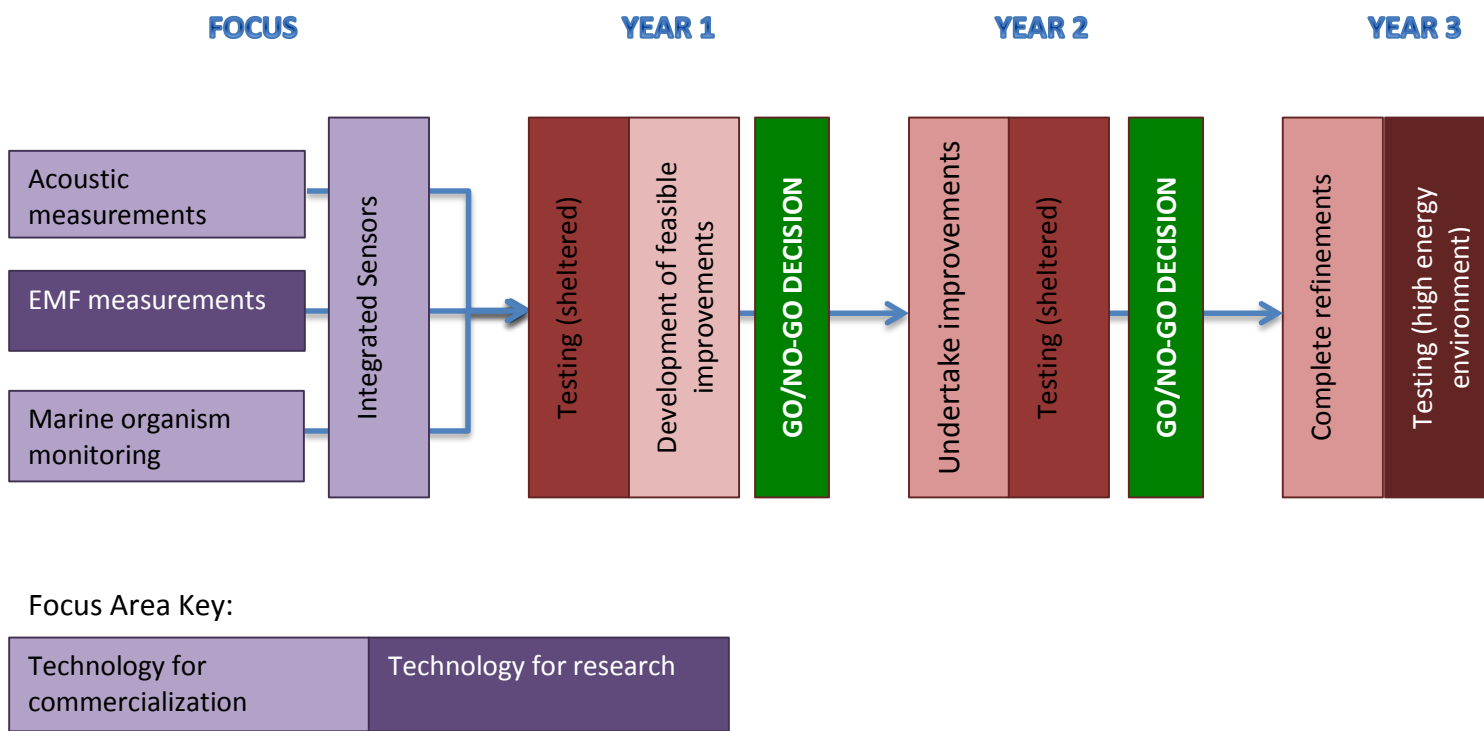 FOCUS
YEAR 1
YEAR 2
YEAR 3
Acoustic
measurements
EMF measurements
Marine organism
monitoring
Integrated Sensors
Testing (sheltered)
Development of feasible
improvements
GO/NO-GO DECISION
Undertake improvements
Testing (sheltered)
GO/NO-GO DECISION
Complete refinements
Testing (high energy
environment)
Focus Area Key:
Technology for
commercialization
Technology for research